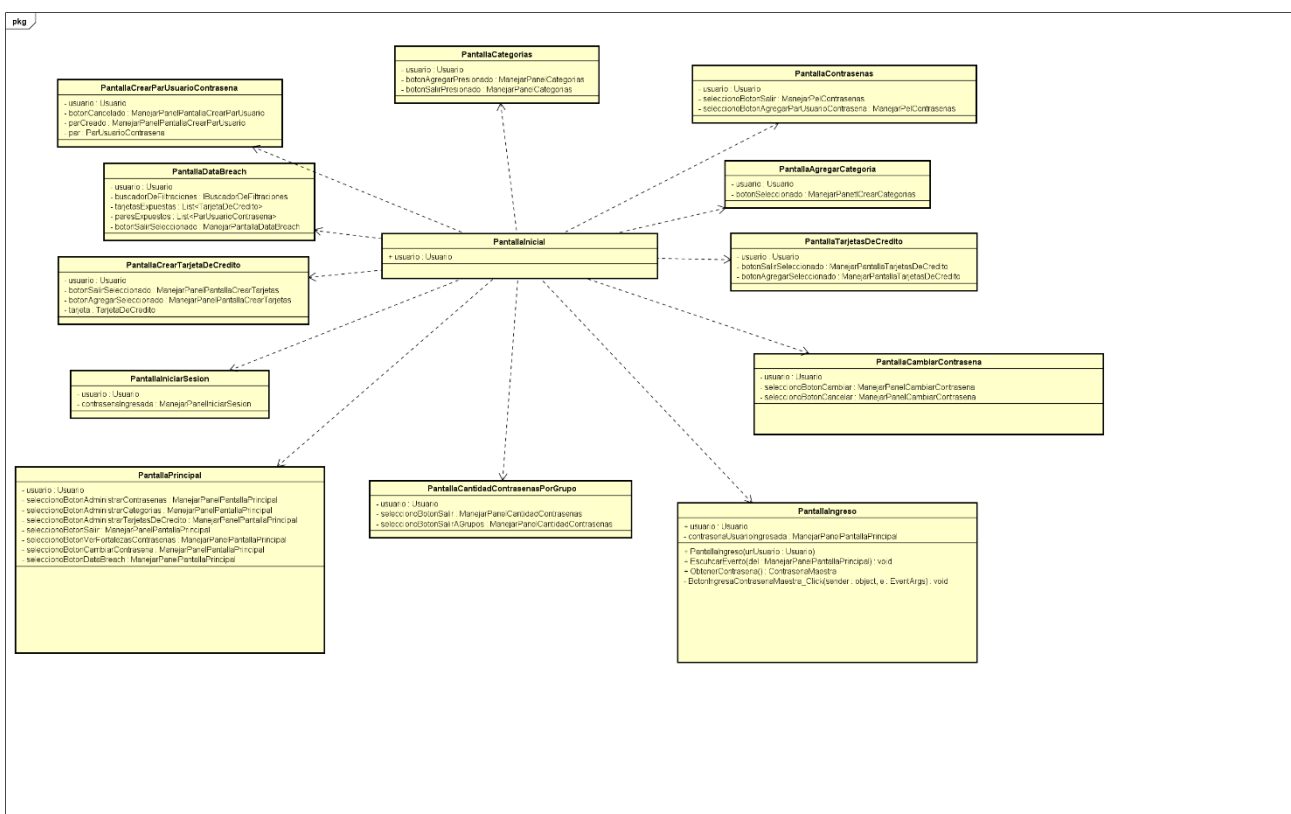 pkg
PantallaCategorias
- usuario : Usuario
- botonAgregarPresionado : ManejarPanelCategorias
- botonSalirPresionado : ManejarPanelCategorias
PantallaContrasenas
- usuario : Usuario
- seleccionoBotonSalir : ManejarPelContrasenas
- seleccionoBotonAgregarParUsuarioContrasena : ManejarPelContrasenas
PantallaCrearParUsuarioContrasena
- usuario : Usuario
- botonCancelado : ManejarPanelPantallaCrearParUsuario
- parCreado : ManejarPanelPantallaCrearParUsuario
- par : ParUsuarioContrasena
PantallaDataBreach
- usuario : Usuario
- buscadorDeFiltraciones : IBuscadorDeFiltraciones
- tarjetasExpuestas : List<TarjetaDeCredito>
- paresExpuestos : List<ParUsuarioContrasena>
- botonSalirSeleccionado : ManejarPantallaDataBreach
PantallaAgregarCategoria
- usuario : Usuario
- botonSeleccionado : ManejarPanetlCrearCategorias
PantallaInicial
+ usuario : Usuario
PantallaTarjetasDeCredito
- usuario : Usuario
- botonSalirSeleccionado : ManejarPantallaTarjetasDeCredito
- botonAgregarSeleccionado : ManejarPantallaTarjetasDeCredito
PantallaCrearTarjetaDeCredito
- usuario : Usuario
- botonSalirSeleccionado : ManejarPanelPantallaCrearTarjetas
- botonAgregarSeleccionado : ManejarPanelPantallaCrearTarjetas
- tarjeta : TarjetaDeCredito
PantallaIniciarSesion
- usuario : Usuario
- contrasenaIngresada : ManejarPanelIniciarSesion
PantallaCambiarContrasena
- usuario : Usuario
- seleccionoBotonCambiar : ManejarPanelCambiarContrasena
- seleccionoBotonCancelar : ManejarPanelCambiarContrasena
PantallaPrincipal
- usuario : Usuario
- seleccionoBotonAdministrarContrasenas : ManejarPanelPantallaPrincipal
- seleccionoBotonAdministrarCategorias : ManejarPanelPantallaPrincipal
- seleccionoBotonAdministrarTarjetasDeCredito : ManejarPanelPantallaPrincipal
- seleccionoBotonSalir : ManejarPanelPantallaPrincipal
- seleccionoBotonVerFortalezasContrasenas : ManejarPanelPantallaPrincipal
- seleccionoBotonCambiarContrasena : ManejarPanelPantallaPrincipal
- seleccionoBotonDataBreach : ManejarPanelPantallaPrincipal
PantallaCantidadContrasenasPorGrupo
- usuario : Usuario
- seleccionoBotonSalir : ManejarPanelCantidadContrasenas
- seleccionoBotonSalirAGrupos : ManejarPanelCantidadContrasenas
PantallaIngreso
+ usuario : Usuario
- contrasenaUsuarioIngresada : ManejarPanelPantallaPrincipal
+ PantallaIngreso(unUsuario : Usuario)
+ EscuhcarEvento(del : ManejarPanelPantallaPrincipal) : void
+ ObtenerContrasena() : ContrasenaMaestra
- BotonIngresaContrasenaMaestra_Click(sender : object, e : EventArgs) : void